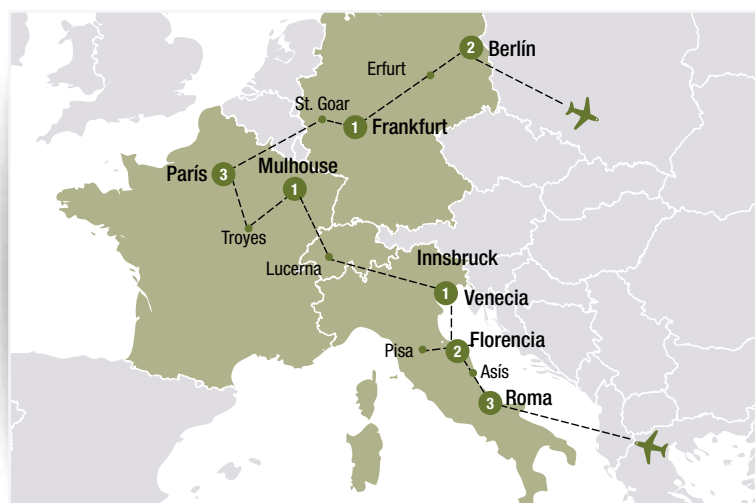 2 Berlín
Erfurt
St. Goar
1 Frankfurt
París 3
Mulhouse
1
Troyes
Lucerna
Innsbruck
1
Venecia
Florencia
2
Pisa
Asís
Roma
3